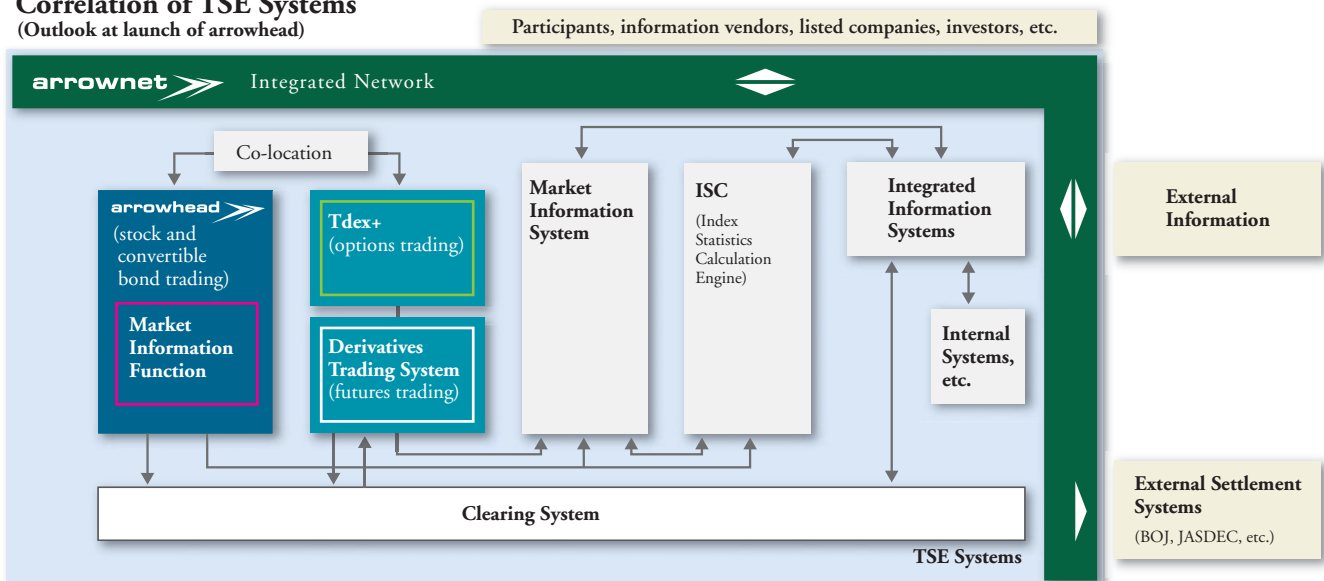 Correlation of TSE Systems
(Outlook at launch of arrowhead)
Participants, information vendors, listed companies, investors, etc.
arrownet Integrated Network
Co-location
arrowhead
(stock and
convertible
bond trading)
Market
Information
Function
Tdex+
(options trading)
Derivatives
Trading System
(futures trading)
Market
Information
System
ISC
(Index
Statistics
Calculation
Engine)
Integrated
Information
Systems
Internal
Systems,
etc.
External
Information
Clearing System
TSE Systems
External Settlement
Systems
(BOJ, JASDEC, etc.)